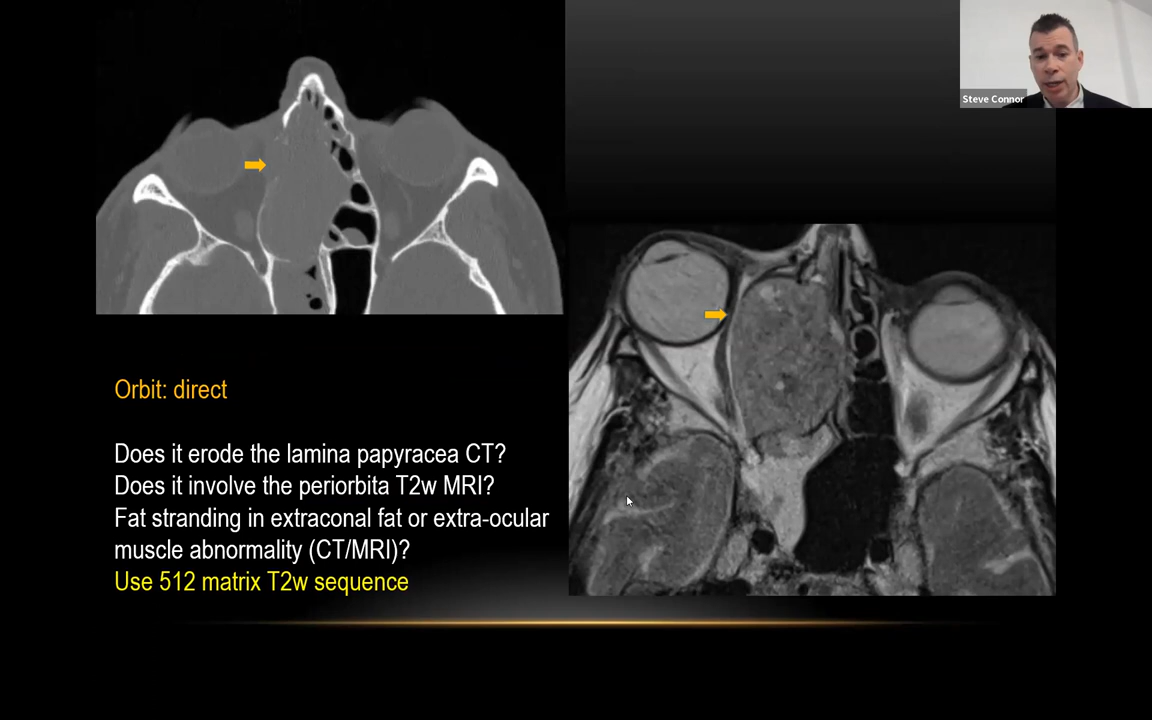 Steve Connor
Orbit: direct
Does it erode the lamina papyracea CT?
Does it involve the periorbita T2w MRI?
Fat stranding in extraconal fat or extra-ocular
muscle abnormality (CT/MRI)?
Use 512 matrix T2w sequence